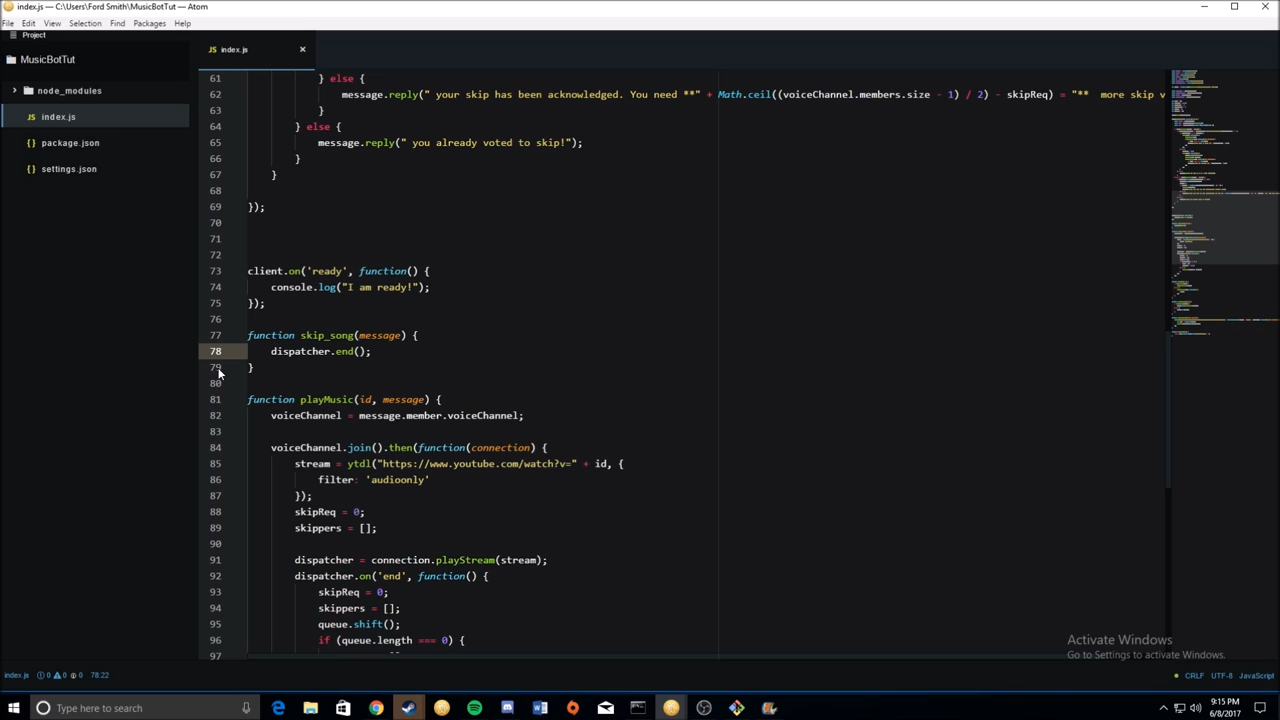 index.js — C:\Users\Ford Smith\MusicBotTut — Atom
File Edit View Selection Find Packages Help
Project
MusicBotTut
node_modules
JS index.js
{} package.json
{} settings.json
JS index.js
61 } else {
62 message.reply(" your skip has been acknowledged. You need **" + Math.ceil((voiceChannel.members.size - 1) / 2) - skipReq) = "**  more skip v
63 }
64 } else {
65 message.reply(" you already voted to skip!");
66 }
67 }
68
69 });
70
71
72
73 client.on('ready', function() {
74 console.log("I am ready!");
75 });
76
77 function skip_song(message) {
78 dispatcher.end();
79 }
80
81 function playMusic(id, message) {
82 voiceChannel = message.member.voiceChannel;
83
84 voiceChannel.join().then(function(connection) {
85 stream = ytdl("https://www.youtube.com/watch?v=" + id, {
86 filter: 'audioonly'
87 });
88 skipReq = 0;
89 skippers = [];
90
91 dispatcher = connection.playStream(stream);
92 dispatcher.on('end', function() {
93 skipReq = 0;
94 skippers = [];
95 queue.shift();
96 if (queue.length === 0) {
97
Activate Windows
Go to Settings to activate Windows.
index.js 0 0 0 78:22 CRLF UTF-8 JavaScript
Type here to search
9:15 PM
6/8/2017